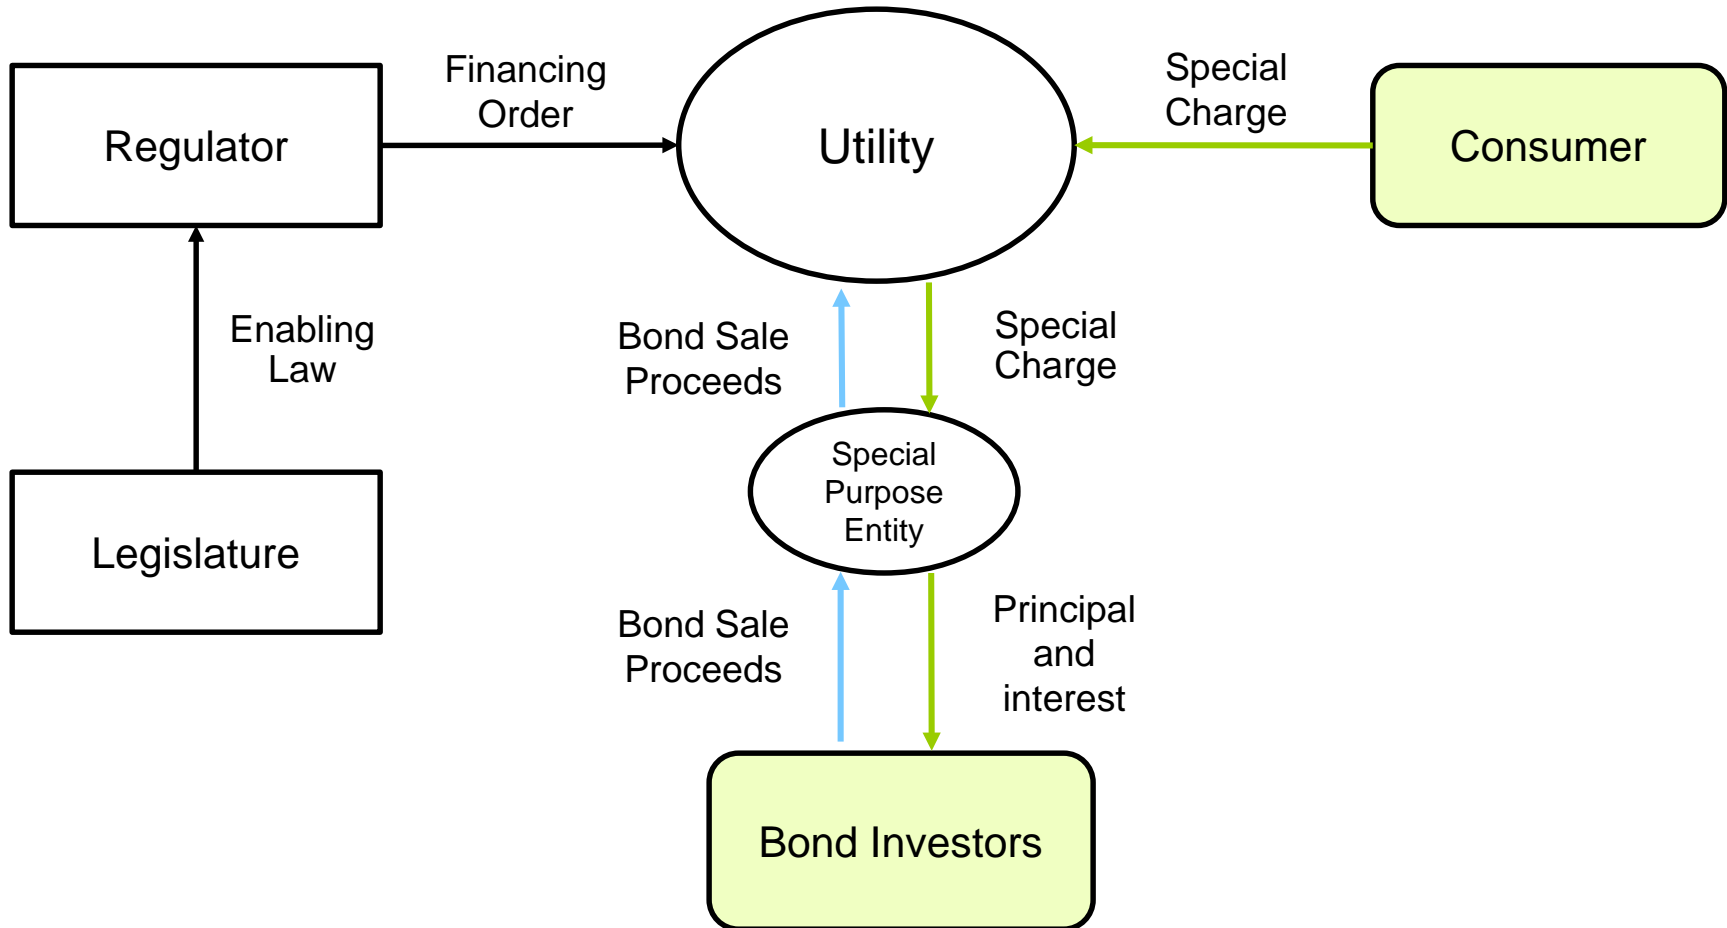 Financing
Order
Special
Charge
Regulator
Utility
Consumer
Enabling
Law
Bond Sale
Proceeds
Special
Charge
Special
Purpose
Entity
Legislature
Bond Sale
Proceeds
Principal
and
interest
Bond Investors